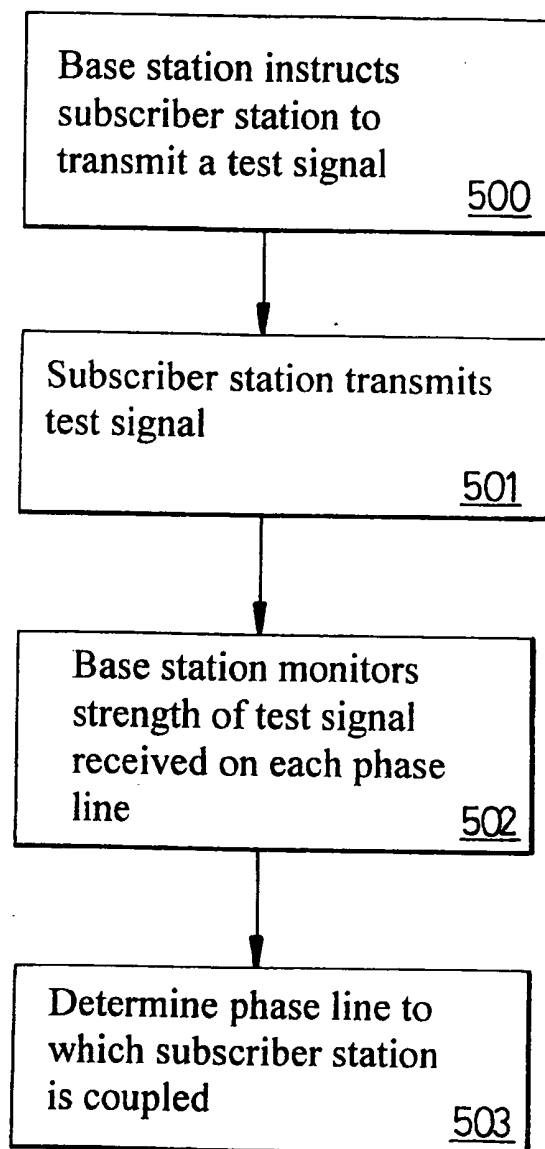 Base station instructs
subscriber station to
transmit a test signal
500
Subscriber station transmits
test signal
501
Base station monitors
strength of test signal
received on each phase
line
502
Determine phase line to
which subscriber station
is coupled
503